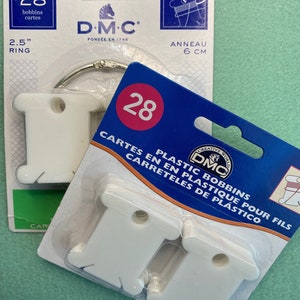 28
bobbins
cartes
D·M·C
FONDÉE EN 1746
2.5"
RING
ANNEAU
6 CM
28
DMC
PLASTIC BOBBINS
CARTES EN EN PLASTIQUE POUR FILS
CARRETELES DE PLÁSTICO